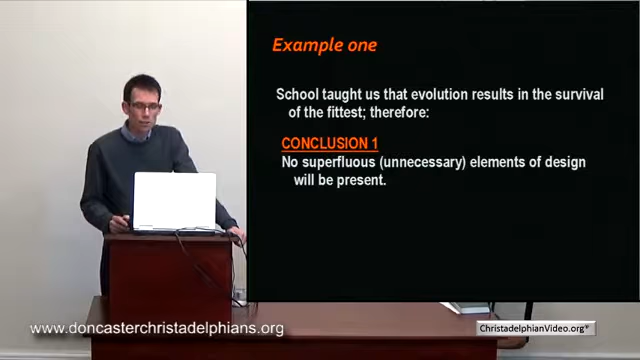 Example one
School taught us that evolution results in the survival
of the fittest; therefore:
CONCLUSION 1
No superfluous (unnecessary) elements of design
will be present.
www.doncasterchristadelphians.org
ChristadelphianVideo.org®